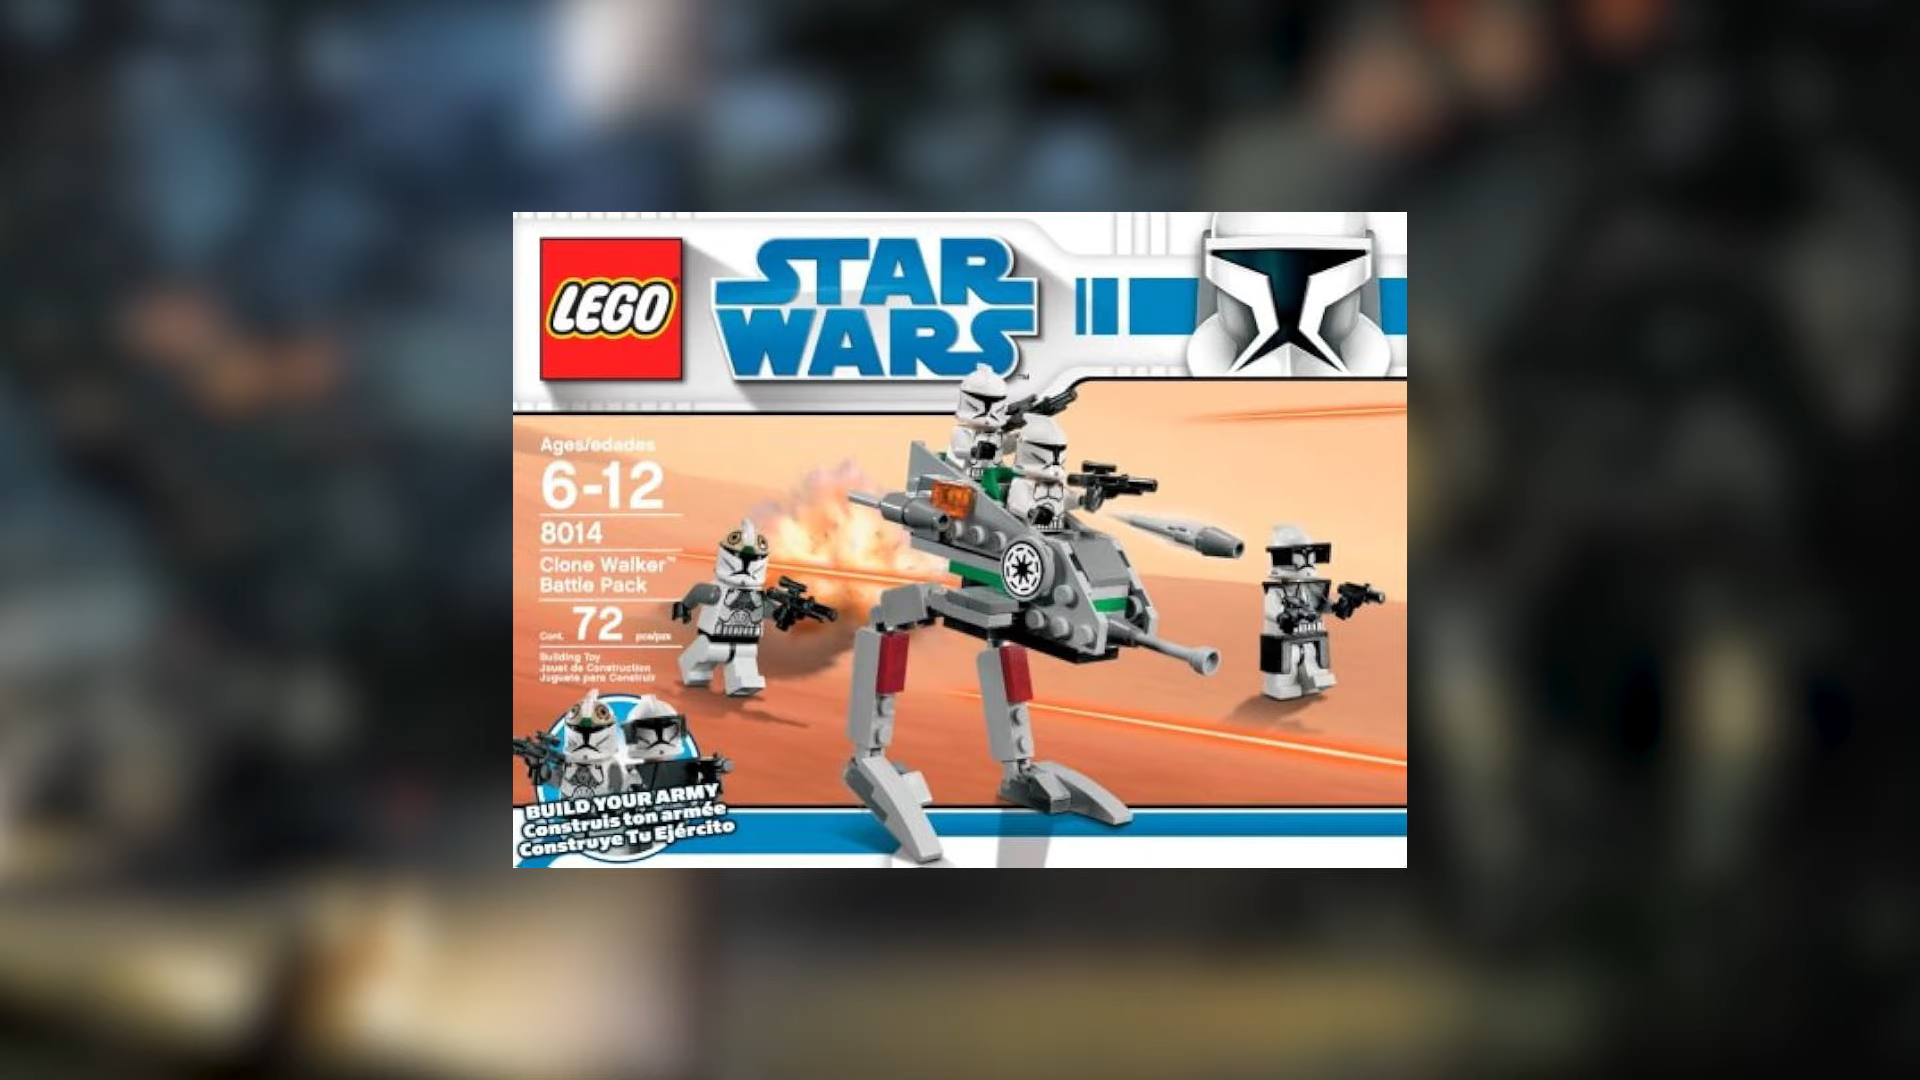 LEGO
STAR
WARS
™
Ages/edades
6-12
8014
Clone Walker™
Battle Pack
Cont. 72 pcs/pzs
Building Toy
Jouet de Construction
Juguete para Construir
BUILD YOUR ARMY
Construis ton armée
Construye Tu Ejército